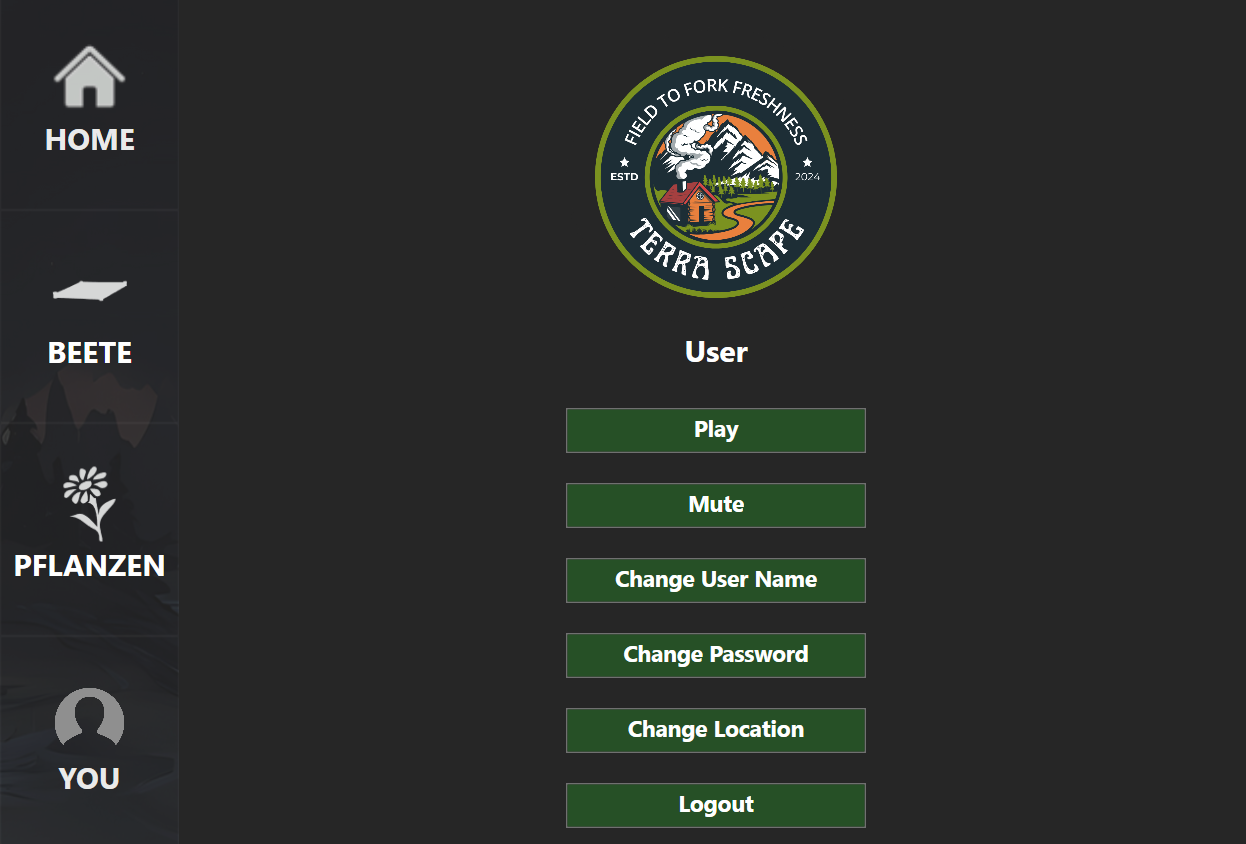 HOME
BEETE
PFLANZEN
YOU
FIELD TO FORK FRESHNESS
ESTD
2024
TERRA SCAPE
User
Play
Mute
Change User Name
Change Password
Change Location
Logout